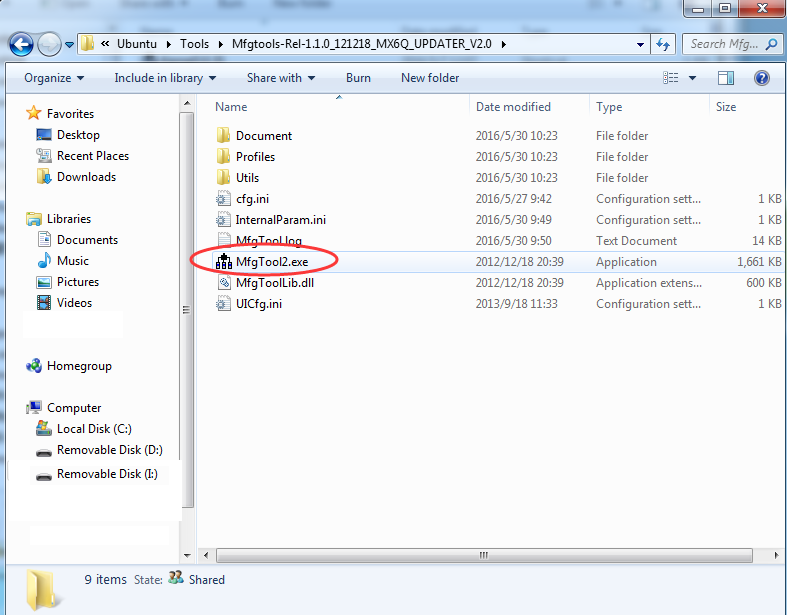 « Ubuntu ▸ Tools ▸ Mfgtools-Rel-1.1.0_121218_MX6Q_UPDATER_V2.0 ▸ Search Mfg...
Organize Include in library Share with Burn New folder
Favorites
Desktop
Recent Places
Downloads
Libraries
Documents
Music
Pictures
Videos
Homegroup
Computer
Local Disk (C:)
Removable Disk (D:)
Removable Disk (I:)
Name Date modified Type Size
Document 2016/5/30 10:23 File folder
Profiles 2016/5/30 10:23 File folder
Utils 2016/5/30 10:23 File folder
cfg.ini 2016/5/27 9:42 Configuration sett... 1 KB
InternalParam.ini 2016/5/30 9:49 Configuration sett... 1 KB
MfgTool.log 2016/5/30 9:50 Text Document 14 KB
MfgTool2.exe 2012/12/18 20:39 Application 1,661 KB
MfgToolLib.dll 2012/12/18 20:39 Application extens... 600 KB
UICfg.ini 2013/9/18 11:33 Configuration sett... 1 KB
9 items State: Shared